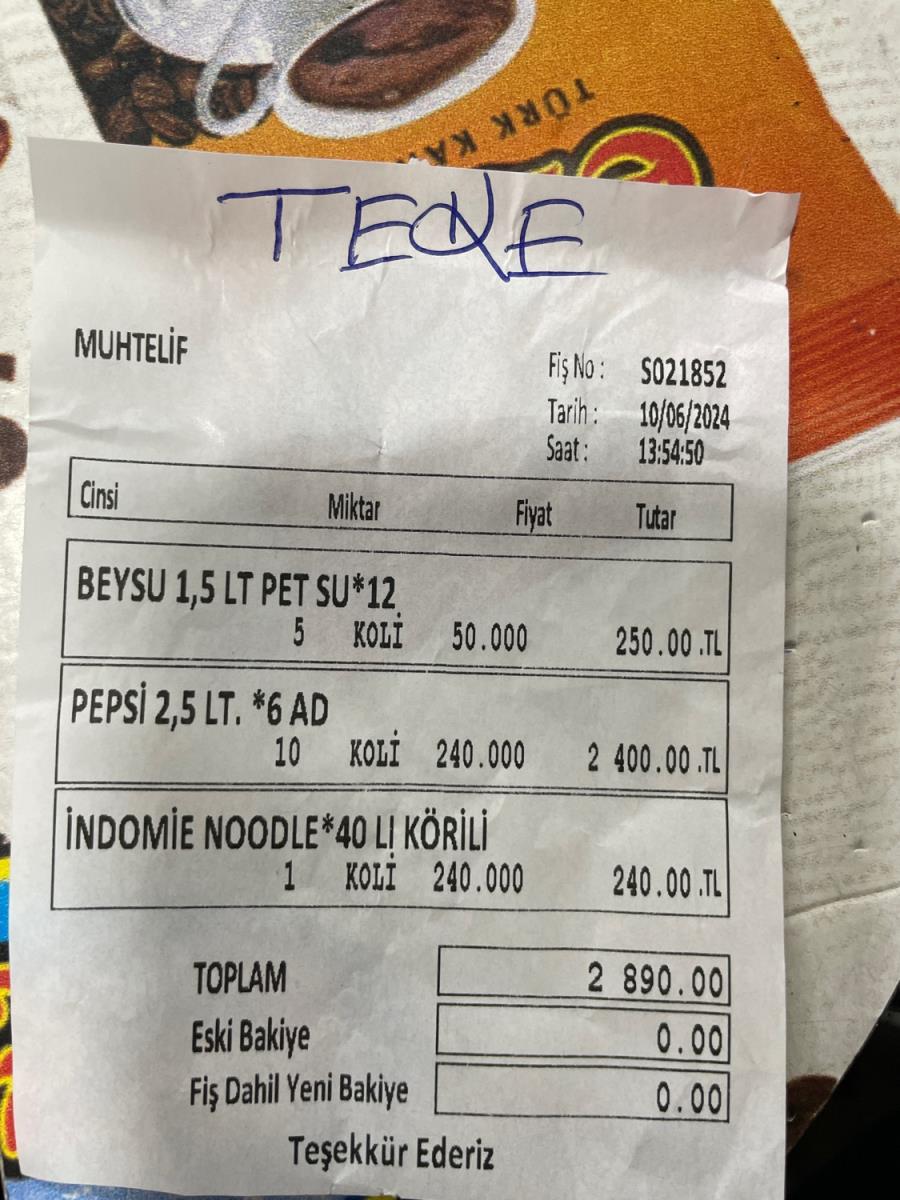 TÜRK KA
TEKNE
MUHTELİF
Fiş No : S021852
Tarih : 10/06/2024
Saat : 13:54:50
Cinsi Miktar Fiyat Tutar
BEYSU 1,5 LT PET SU*12
5 KOLİ 50.000 250.00.TL
PEPSİ 2,5 LT. *6 AD
10 KOLİ 240.000 2 400.00.TL
İNDOMİE NOODLE*40 LI KÖRİLİ
1 KOLİ 240.000 240.00.TL
TOPLAM 2 890.00
Eski Bakiye 0.00
Fiş Dahil Yeni Bakiye 0.00
Teşekkür Ederiz